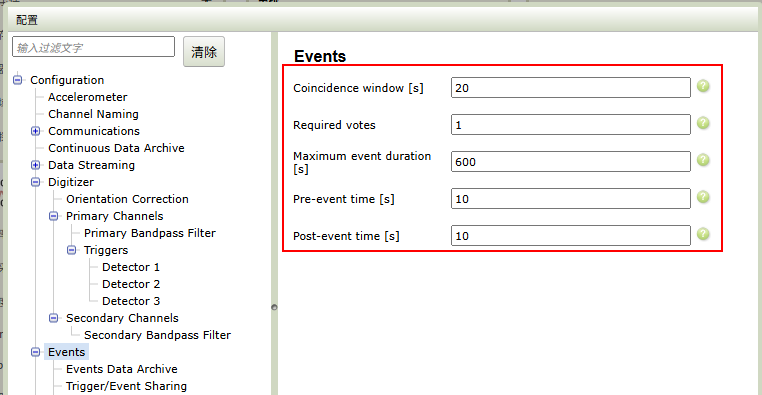 配置
输入过滤文字
清除
Configuration
Accelerometer
Channel Naming
Communications
Continuous Data Archive
Data Streaming
Digitizer
Orientation Correction
Primary Channels
Primary Bandpass Filter
Triggers
Detector 1
Detector 2
Detector 3
Secondary Channels
Secondary Bandpass Filter
Events
Events Data Archive
Trigger/Event Sharing
Events
Coincidence window [s]
20
?
Required votes
1
?
Maximum event duration
[s]
600
?
Pre-event time [s]
10
?
Post-event time [s]
10
?